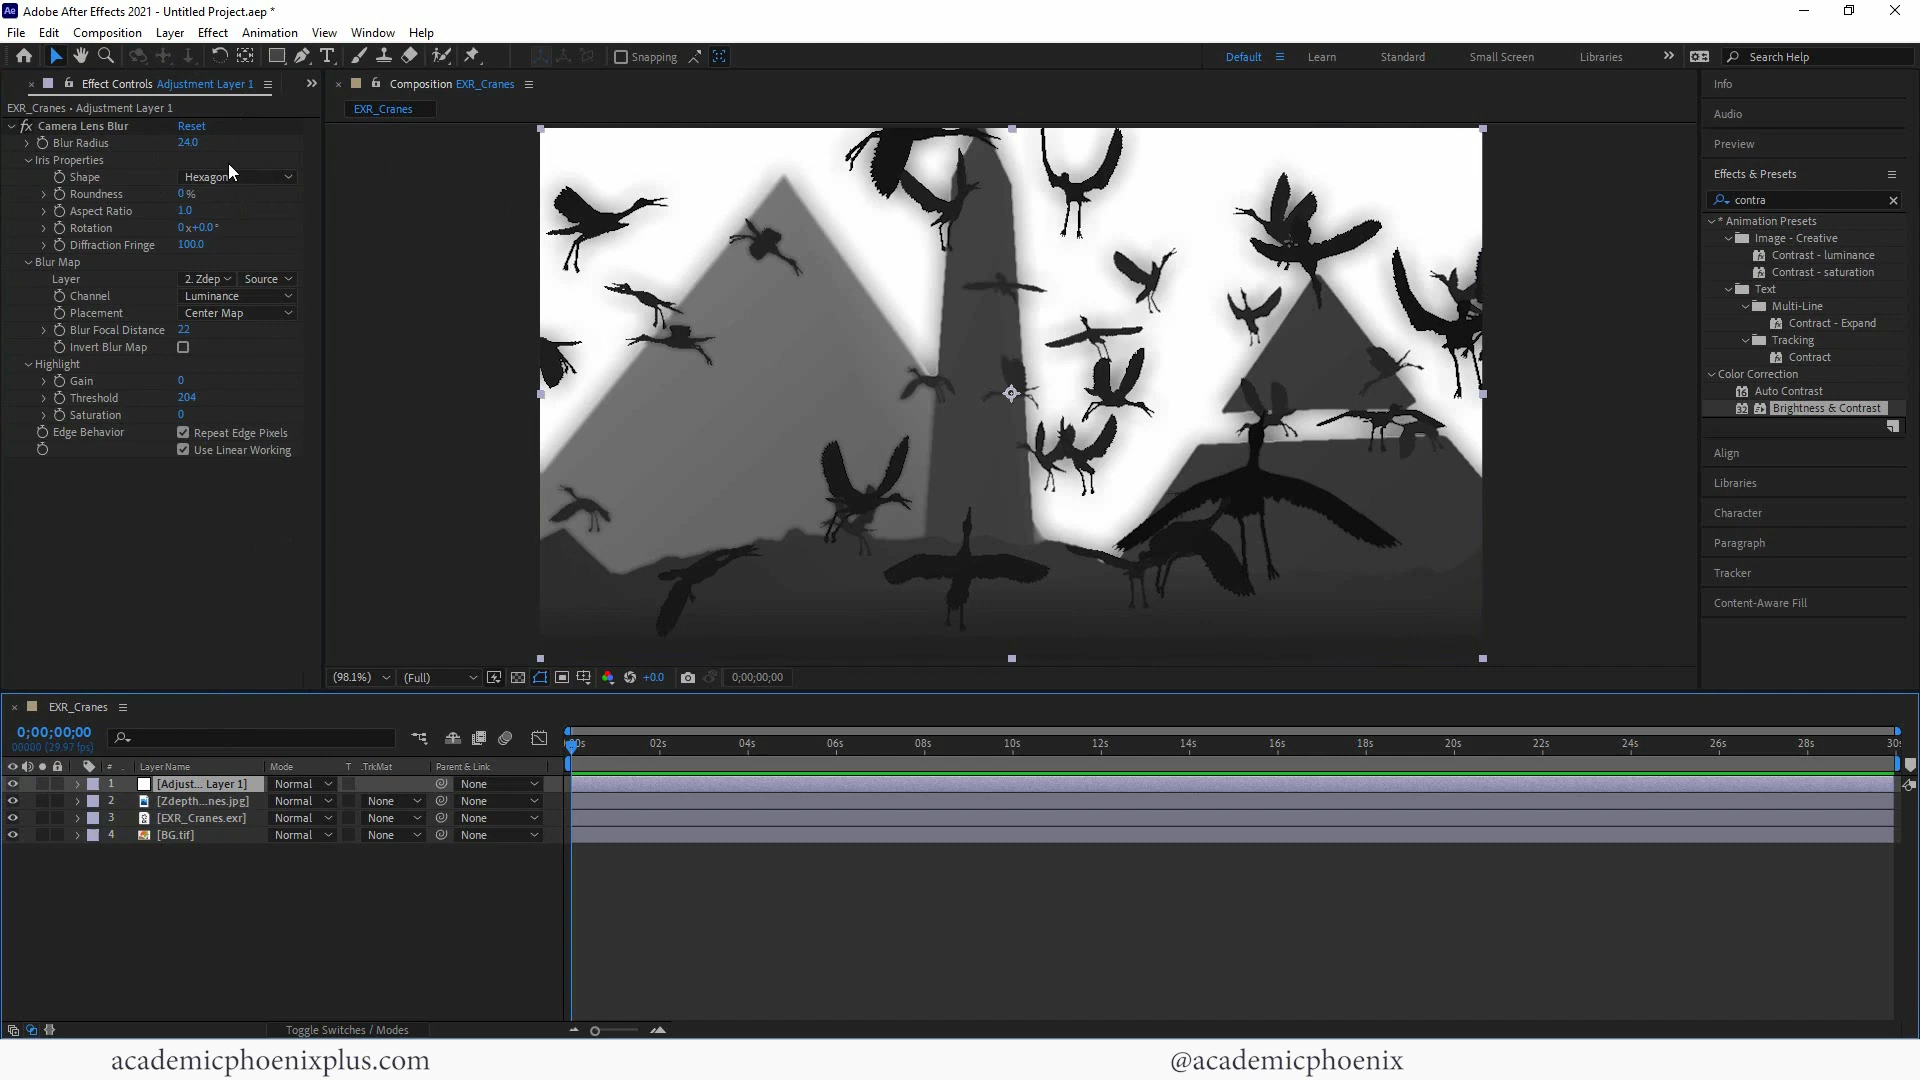 Ae Adobe After Effects 2021 - Untitled Project.aep *
File Edit Composition Layer Effect Animation View Window Help
Snapping Default Learn Standard Small Screen Libraries Search Help
Effect Controls Adjustment Layer 1
EXR_Cranes • Adjustment Layer 1
fx Camera Lens Blur Reset
Blur Radius 24.0
Iris Properties
Shape Hexagon
Roundness 0 %
Aspect Ratio 1.0
Rotation 0 x+0.0°
Diffraction Fringe 100.0
Blur Map
Layer 2. Zdep Source
Channel Luminance
Placement Center Map
Blur Focal Distance 22
Invert Blur Map
Highlight
Gain 0
Threshold 204
Saturation 0
Edge Behavior Repeat Edge Pixels
Use Linear Working
Composition EXR_Cranes
EXR_Cranes
(98.1%) (Full) +0.0 0;00;00;00
Info
Audio
Preview
Effects & Presets
contra
* Animation Presets
Image - Creative
Contrast - luminance
Contrast - saturation
Text
Multi-Line
Contract - Expand
Tracking
Contract
Color Correction
16 Auto Contrast
32 Brightness & Contrast
Align
Libraries
Character
Paragraph
Tracker
Content-Aware Fill
EXR_Cranes
0;00;00;00
00000 (29.97 fps)
:00s 02s 04s 06s 08s 10s 12s 14s 16s 18s 20s 22s 24s 26s 28s 30s
# Layer Name Mode T .TrkMat Parent & Link
1 [Adjust... Layer 1] Normal None
2 [Zdepth...nes.jpg] Normal None None
3 [EXR_Cranes.exr] Normal None None
4 [BG.tif] Normal None None
Toggle Switches / Modes
academicphoenixplus.com @academicphoenix